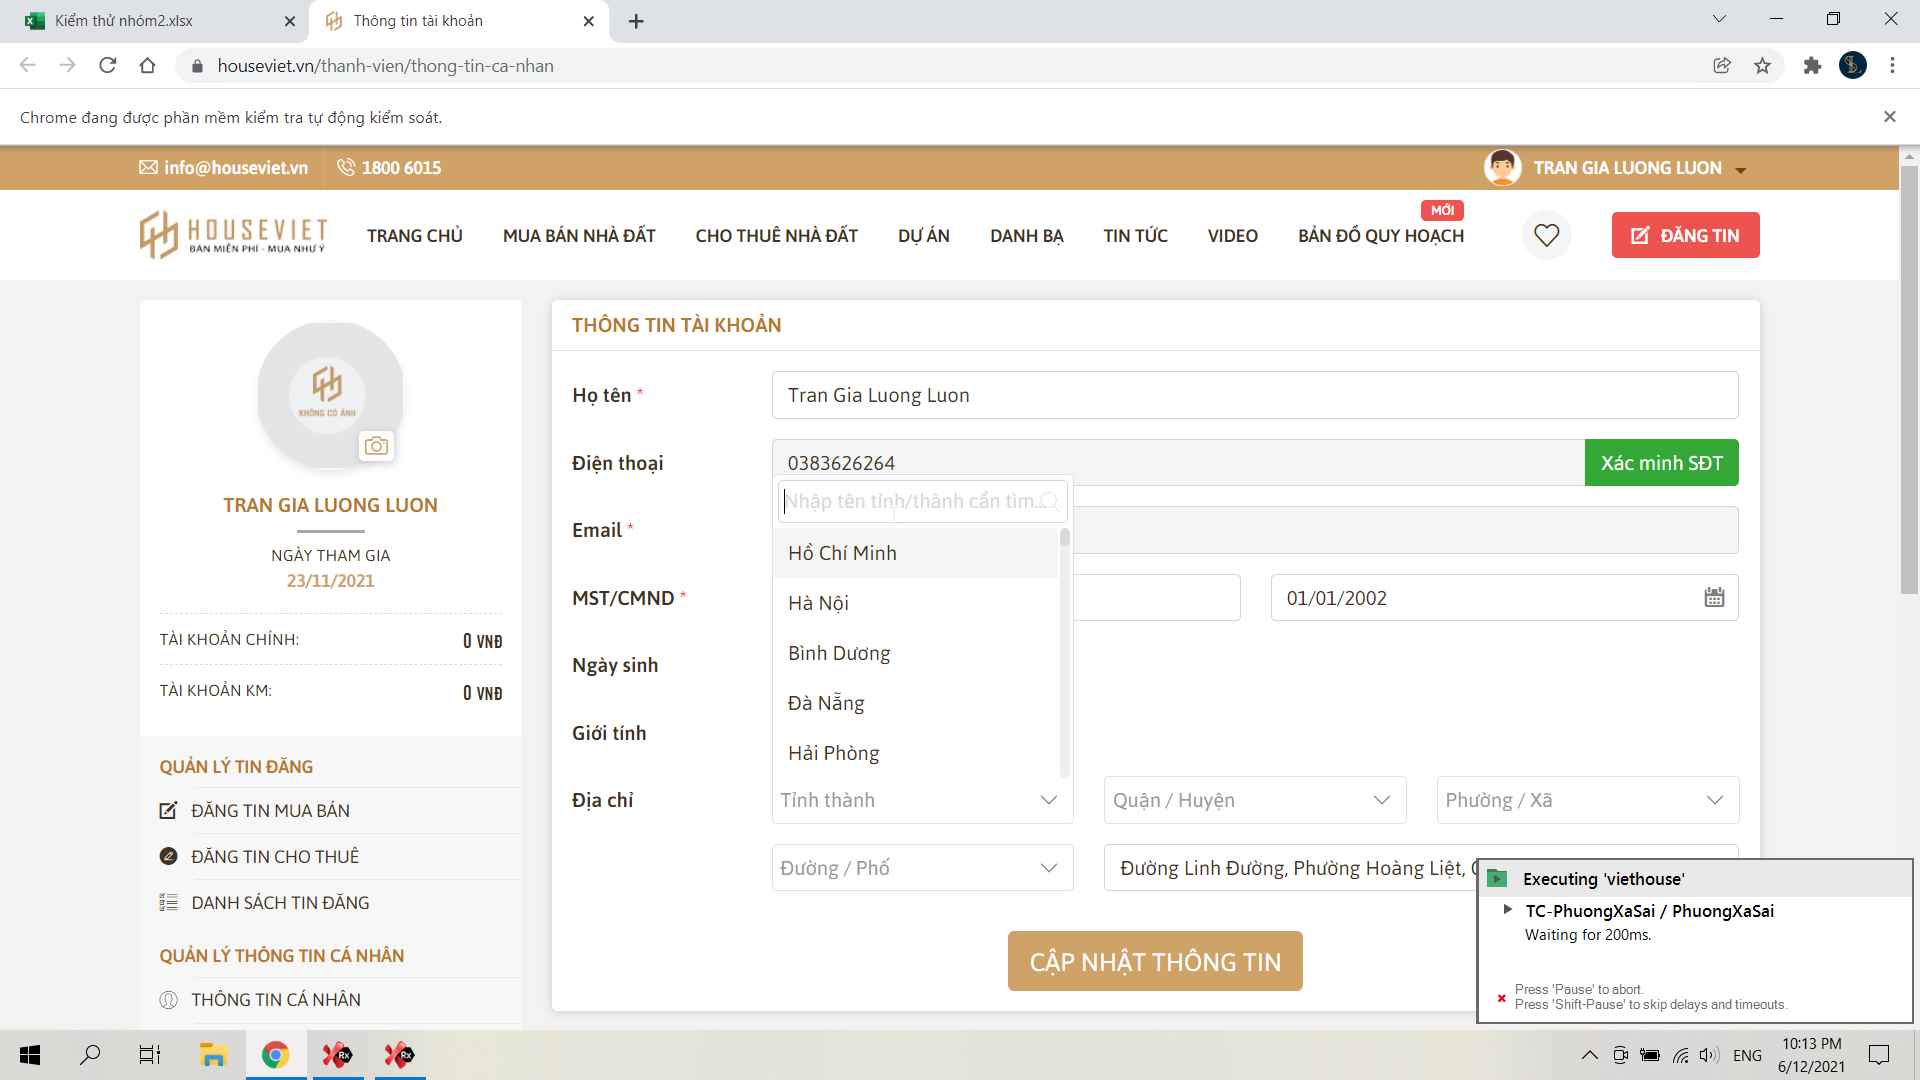 Kiểm thử nhóm2.xlsx
Thông tin tài khoản
houseviet.vn/thanh-vien/thong-tin-ca-nhan
Chrome đang được phần mềm kiểm tra tự động kiểm soát.
info@houseviet.vn
1800 6015
TRAN GIA LUONG LUON
HOUSEVIET
BÁN MIỄN PHÍ - MUA NHƯ Ý
TRANG CHỦ
MUA BÁN NHÀ ĐẤT
CHO THUÊ NHÀ ĐẤT
DỰ ÁN
DANH BẠ
TIN TỨC
VIDEO
MỚI
BẢN ĐỒ QUY HOẠCH
ĐĂNG TIN
KHÔNG CÓ ẢNH
TRAN GIA LUONG LUON
NGÀY THAM GIA
23/11/2021
TÀI KHOẢN CHÍNH: 0 VNĐ
TÀI KHOẢN KM: 0 VNĐ
QUẢN LÝ TIN ĐĂNG
ĐĂNG TIN MUA BÁN
ĐĂNG TIN CHO THUÊ
DANH SÁCH TIN ĐĂNG
QUẢN LÝ THÔNG TIN CÁ NHÂN
THÔNG TIN CÁ NHÂN
THÔNG TIN TÀI KHOẢN
Họ tên * Tran Gia Luong Luon
Điện thoại 0383626264 Xác minh SĐT
Nhập tên tỉnh/thành cần tìm...
Email *
Hồ Chí Minh
MST/CMND * 01/01/2002
Hà Nội
Bình Dương
Ngày sinh
Đà Nẵng
Giới tính
Hải Phòng
Địa chỉ Tỉnh thành Quận / Huyện Phường / Xã
Đường / Phố Đường Linh Đường, Phường Hoàng Liệt,
CẬP NHẬT THÔNG TIN
Executing 'viethouse'
TC-PhuongXaSai / PhuongXaSai
Waiting for 200ms.
Press 'Pause' to abort.
Press 'Shift-Pause' to skip delays and timeouts.
Rx
Rx
ENG
10:13 PM
6/12/2021